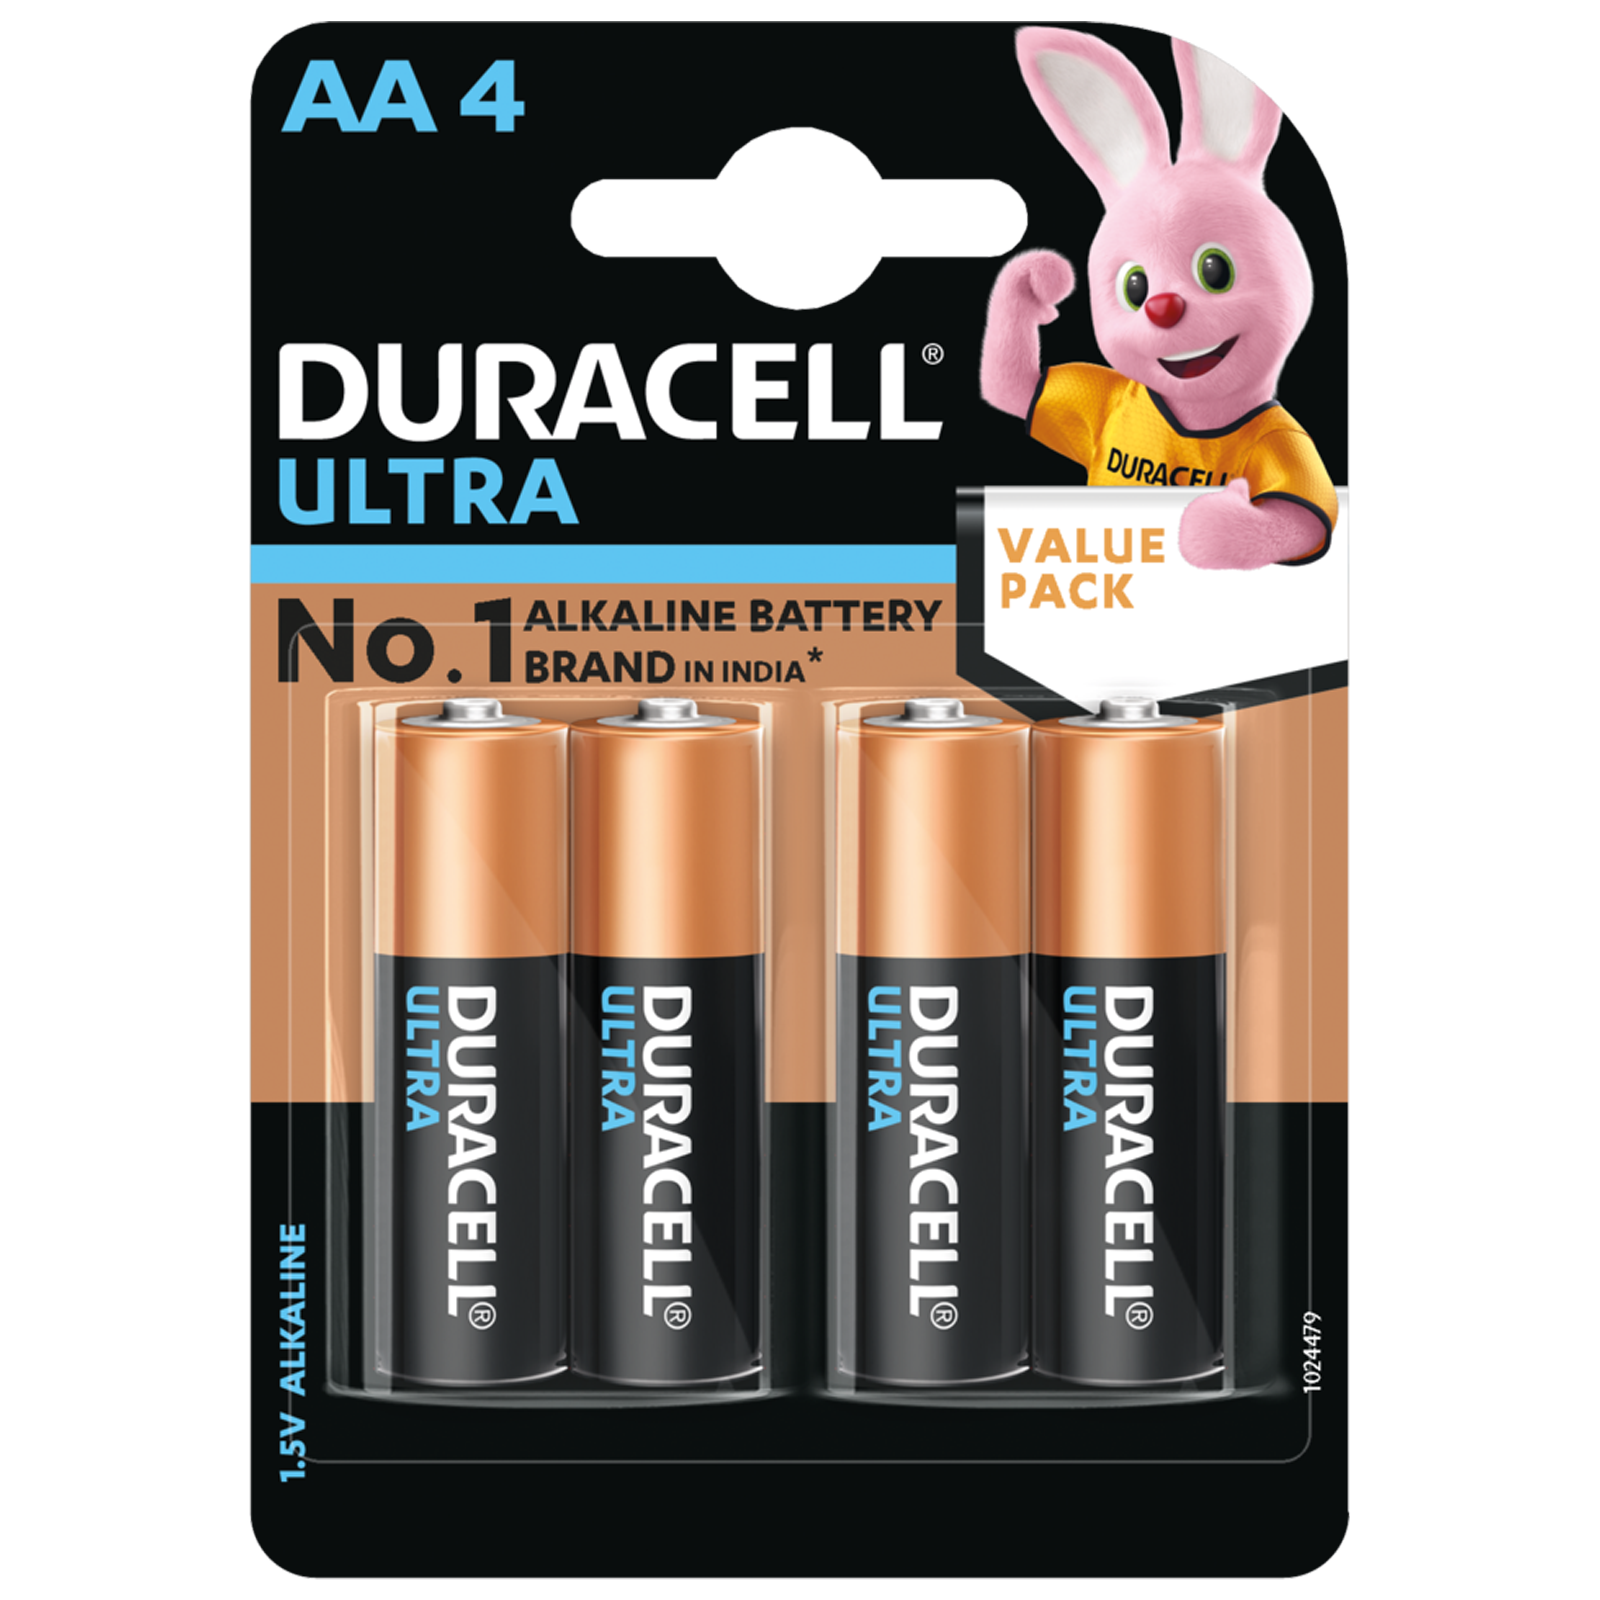 AA 4
DURACELL®
ULTRA
DURACELL
VALUE
PACK
No.1 ALKALINE BATTERY
BRAND IN INDIA*
DURACELL®
ULTRA
DURACELL®
ULTRA
DURACELL®
ULTRA
DURACELL®
ULTRA
1.5V ALKALINE
1024479